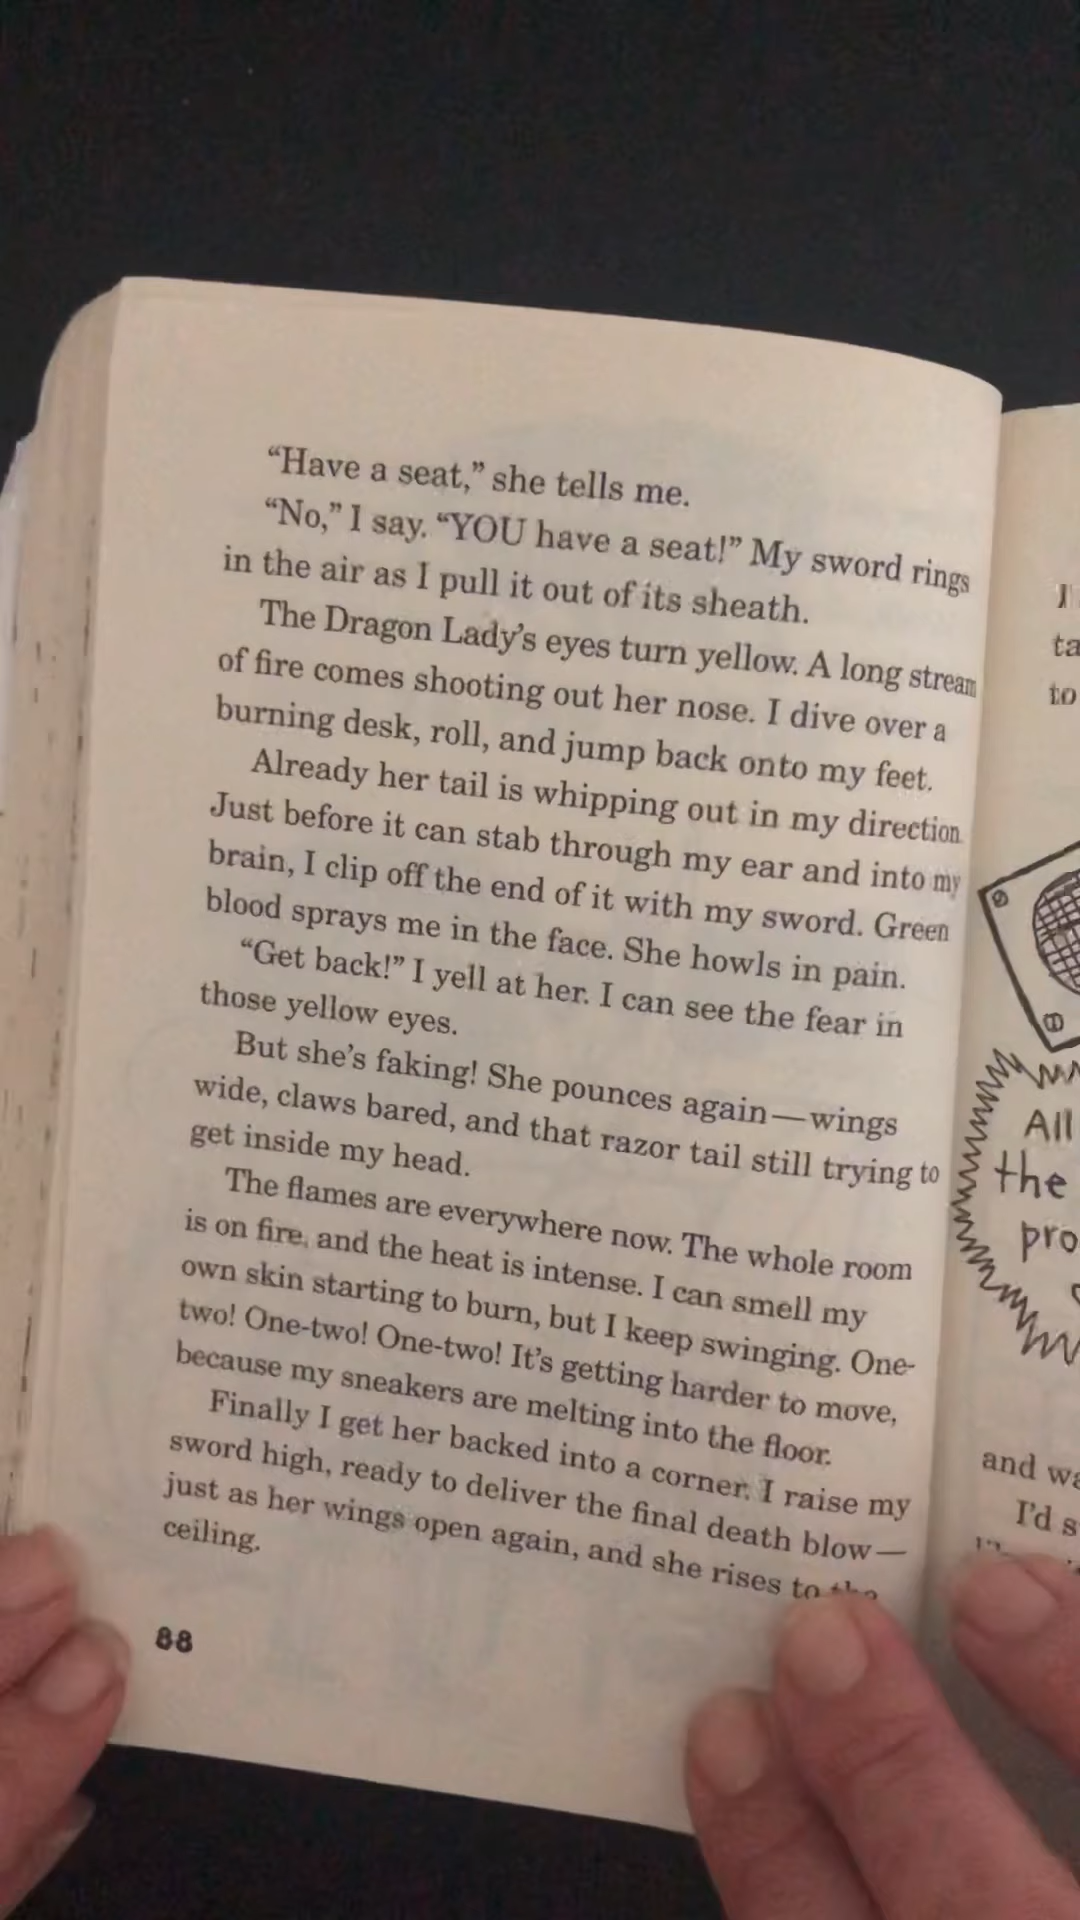 “Have a seat,” she tells me.
“No,” I say. “YOU have a seat!” My sword rings
in the air as I pull it out of its sheath.
The Dragon Lady’s eyes turn yellow. A long stream
of fire comes shooting out her nose. I dive over a
burning desk, roll, and jump back onto my feet.
Already her tail is whipping out in my direction.
Just before it can stab through my ear and into my
brain, I clip off the end of it with my sword. Green
blood sprays me in the face. She howls in pain.
“Get back!” I yell at her. I can see the fear in
those yellow eyes.
But she’s faking! She pounces again—wings
wide, claws bared, and that razor tail still trying to
get inside my head.
The flames are everywhere now. The whole room
is on fire, and the heat is intense. I can smell my
own skin starting to burn, but I keep swinging. One-
two! One-two! One-two! It’s getting harder to move,
because my sneakers are melting into the floor.
Finally I get her backed into a corner. I raise my
sword high, ready to deliver the final death blow—
just as her wings open again, and she rises to the
ceiling.
88
ta
to
All
the
pro
and wa
I’d s